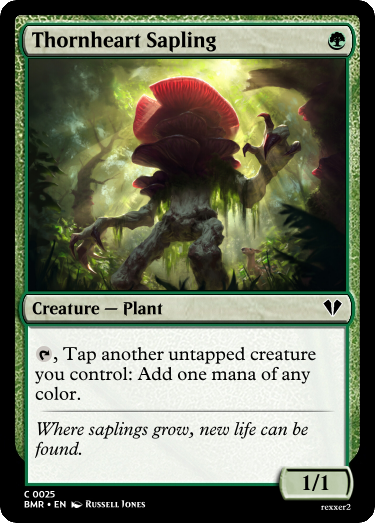 Thornheart Sapling
Creature — Plant
, Tap another untapped creature
you control: Add one mana of any
color.
Where saplings grow, new life can be
found.
1/1
C 0025
BMR • EN Russell Jones
rexxer2